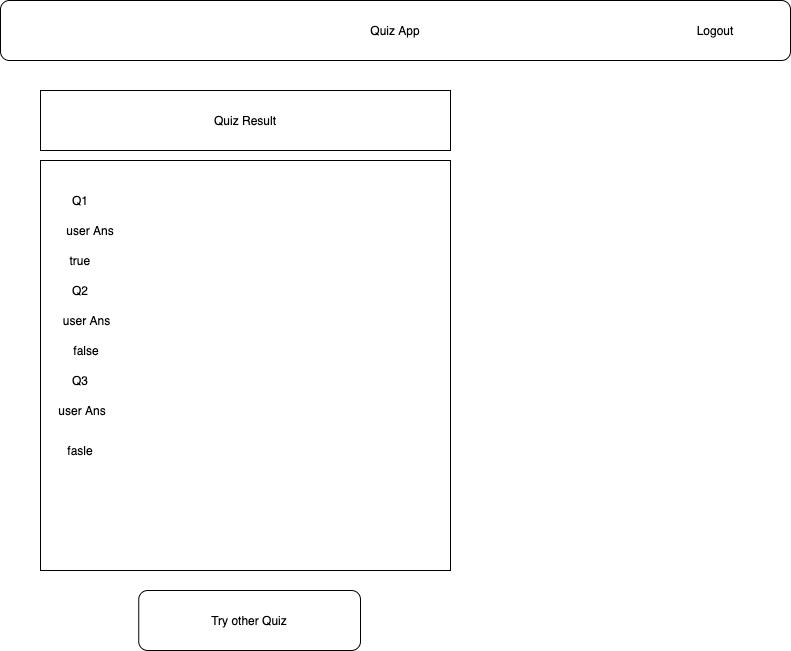 Quiz App
Logout
Quiz Result
Q1
user Ans
true
Q2
user Ans
false
Q3
user Ans
fasle
Try other Quiz